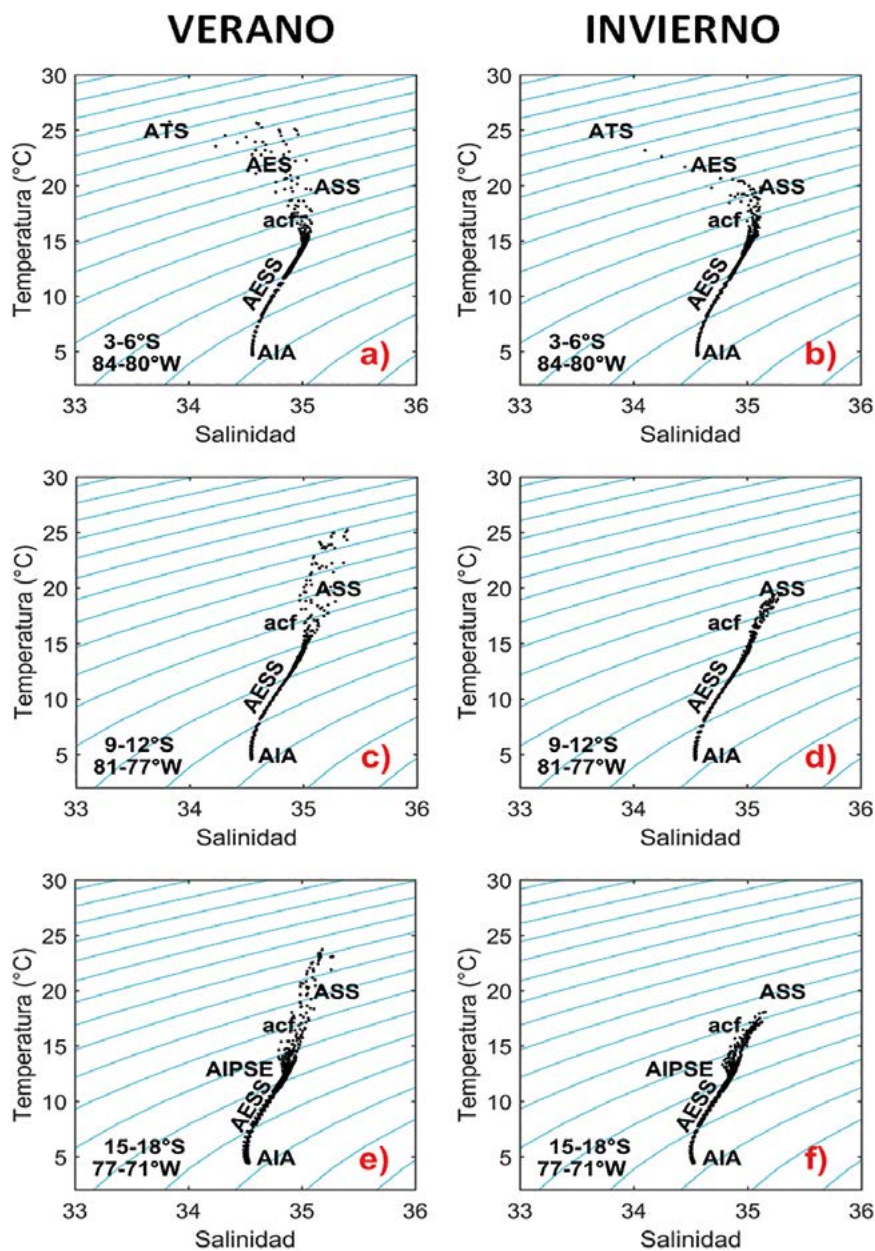 VERANO
INVIERNO
30
25
20
15
10
5
33
34
35
36
Temperatura (°C)
Salinidad
ATS
AES
ASS
acf
AESS
AIA
3-6°S
84-80°W
a)
30
25
20
15
10
5
33
34
35
36
Temperatura (°C)
Salinidad
ATS
AES
ASS
acf
AESS
AIA
3-6°S
84-80°W
b)
30
25
20
15
10
5
33
34
35
36
Temperatura (°C)
Salinidad
ASS
acf
AESS
AIA
9-12°S
81-77°W
c)
30
25
20
15
10
5
33
34
35
36
Temperatura (°C)
Salinidad
ASS
acf
AESS
AIA
9-12°S
81-77°W
d)
30
25
20
15
10
5
33
34
35
36
Temperatura (°C)
Salinidad
ASS
acf
AIPSE
AESS
AIA
15-18°S
77-71°W
e)
30
25
20
15
10
5
33
34
35
36
Temperatura (°C)
Salinidad
ASS
acf
AIPSE
AESS
AIA
15-18°S
77-71°W
f)